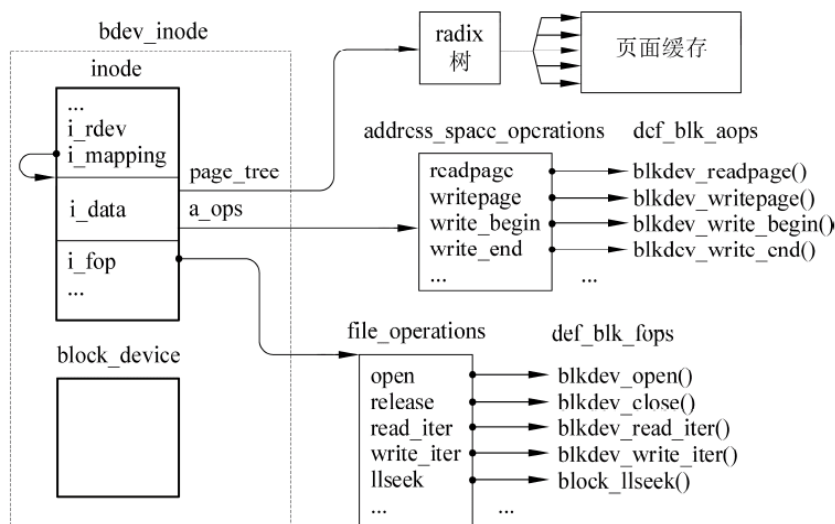 bdev_inode
inode
...
i_rdev
i_mapping
i_data
i_fop
...
block_device
page_tree
a_ops
radix
树
页面缓存
addrcss_spacc_opcrations
dcf_blk_aops
rcadpagc
blkdev_readpage()
writepage
blkdev_writepage()
write_begin
blkdev_write_begin()
write_end
blkdcv_writc_cnd()
...
...
file_operations
def_blk_fops
open
blkdev_open()
release
blkdev_close()
read_iter
blkdev_read_iter()
write_iter
blkdev_write_iter()
llseek
block_llseek()
...
...